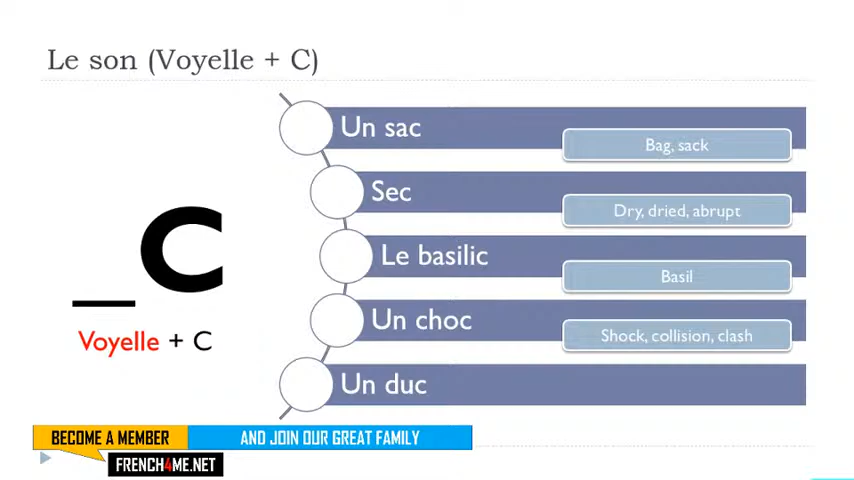 Le son (Voyelle + C)
Un sac
Bag, sack
Sec
Dry, dried, abrupt
_C
Le basilic
Basil
Un choc
Shock, collision, clash
Voyelle + C
Un duc
BECOME A MEMBER
AND JOIN OUR GREAT FAMILY
FRENCH4ME.NET